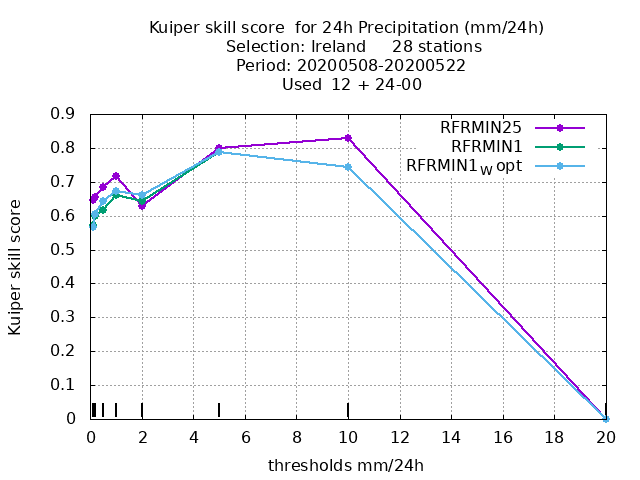 Kuiper skill score  for 24h Precipitation (mm/24h)
Selection: Ireland     28 stations
Period: 20200508-20200522
Used  12 + 24-00
RFRMIN25
RFRMIN1
RFRMIN1W opt
0.9
0.8
0.7
0.6
0.5
0.4
0.3
0.2
0.1
0
Kuiper skill score
0 2 4 6 8 10 12 14 16 18 20
thresholds mm/24h